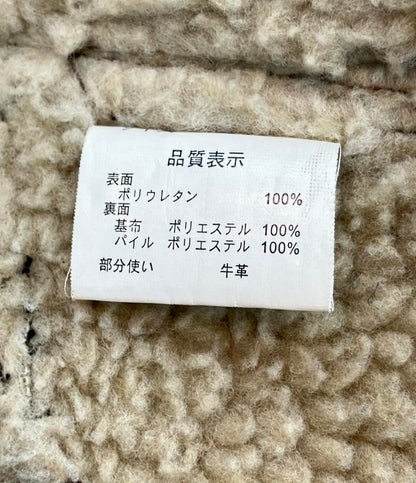 品質表示
表面
ポリウレタン 100%
裏面
基布 ポリエステル 100%
パイル ポリエステル 100%
部分使い 牛革